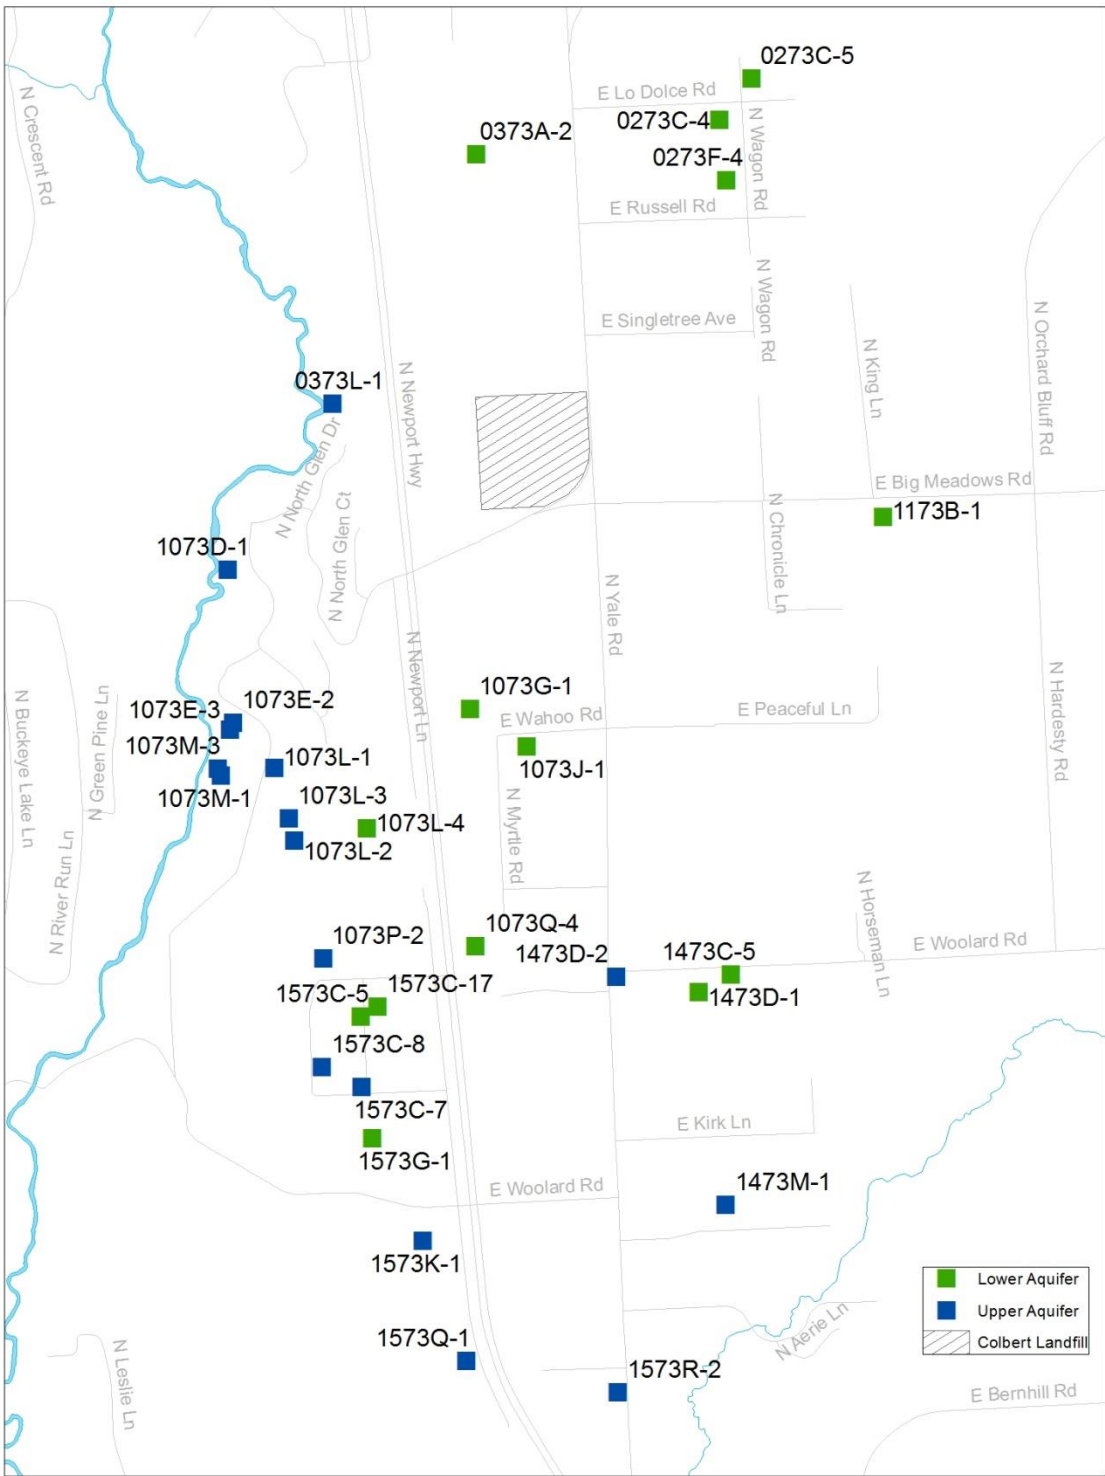 0273C-5
E Lo Dolce Rd
N Crescent Rd
0273C-4
0373A-2
N Wagon Rd
0273F-4
E Russell Rd
N Wagon Rd
E Singletree Ave
N Orchard Bluff Rd
N King Ln
0373L-1
N Newport Hwy
N North Glen Dr
E Big Meadows Rd
1173B-1
N North Glen Ct
N Chronicle Ln
1073D-1
N Yale Rd
N Newport Ln
N Buckeye Lake Ln
N Green Pine Ln
1073E-2
1073E-3
1073G-1
E Wahoo Rd
E Peaceful Ln
N Hardesty Rd
1073M-3
1073L-1
1073J-1
1073M-1
1073L-3
1073L-4
N Myrtle Rd
1073L-2
N River Run Ln
1073P-2
1073Q-4
1473D-2
1473C-5
N Horseman Ln
E Woolard Rd
1573C-17
1573C-5
1473D-1
1573C-8
1573C-7
E Kirk Ln
1573G-1
E Woolard Rd
1473M-1
1573K-1
Lower Aquifer
Upper Aquifer
Colbert Landfill
N Aerie Ln
1573Q-1
N Leslie Ln
1573R-2
E Bernhill Rd